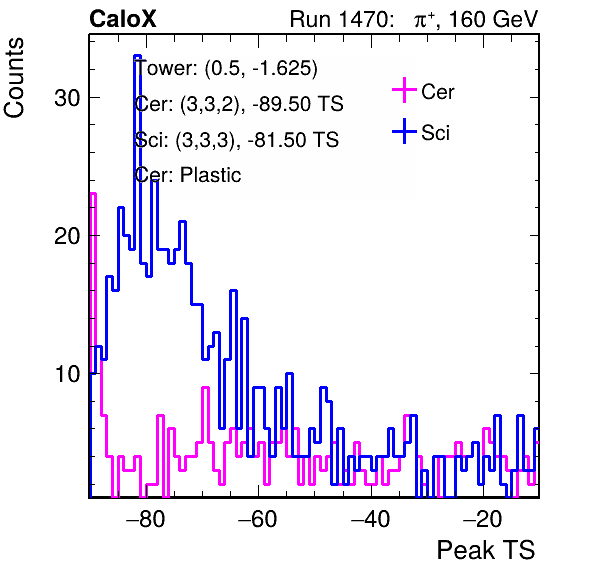 CaloX
Run 1470: π⁺, 160 GeV
Counts
Tower: (0.5, -1.625)
Cer: (3,3,2), -89.50 TS
Sci: (3,3,3), -81.50 TS
Cer: Plastic
Cer
Sci
30
20
10
−80 −60 −40 −20
Peak TS